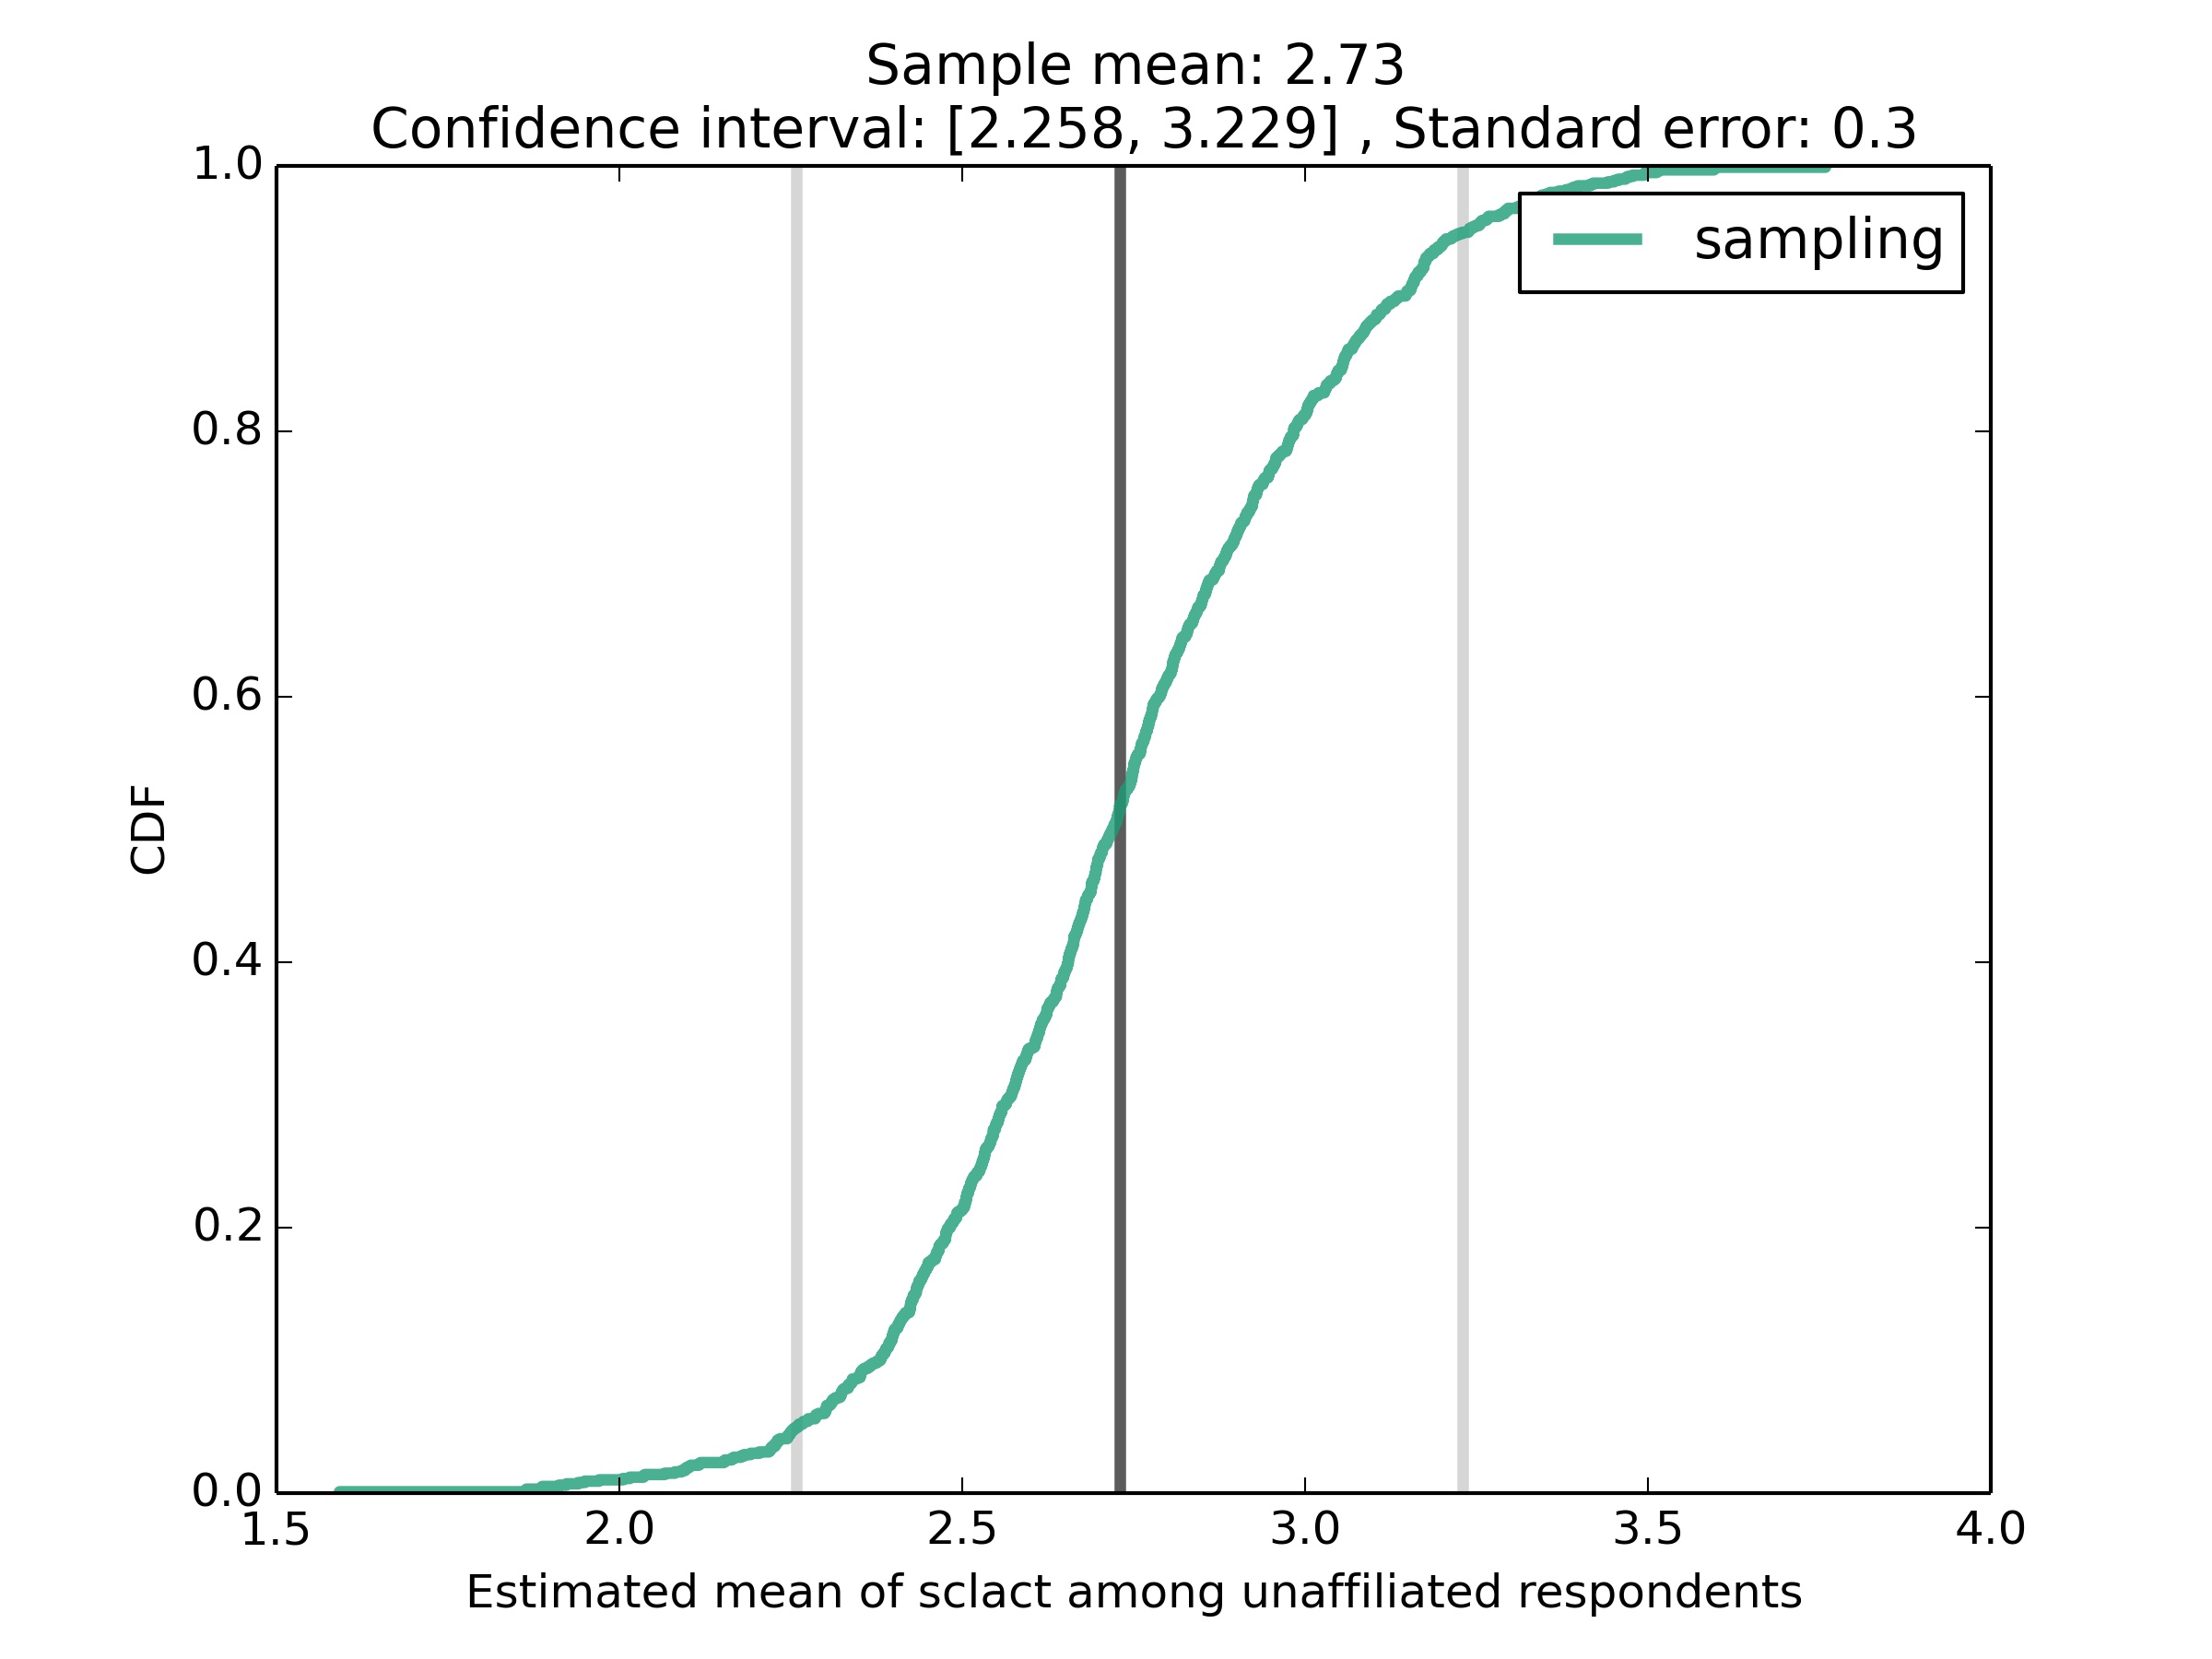 Sample mean: 2.73
Confidence interval: [2.258, 3.229] , Standard error: 0.3
1.0
sampling
0.8
0.6
CDF
0.4
0.2
0.0
1.5 2.0 2.5 3.0 3.5 4.0
Estimated mean of sclact among unaffiliated respondents